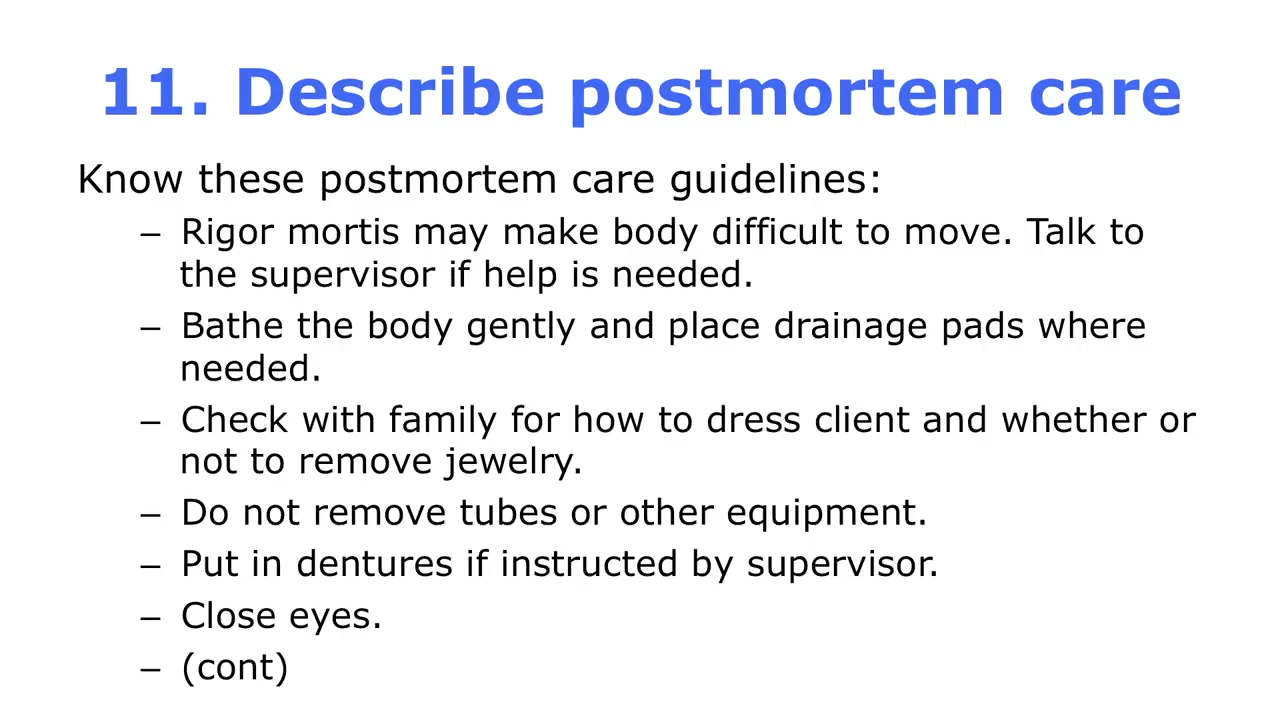 11. Describe postmortem care
Know these postmortem care guidelines:
– Rigor mortis may make body difficult to move. Talk to
the supervisor if help is needed.
– Bathe the body gently and place drainage pads where
needed.
– Check with family for how to dress client and whether or
not to remove jewelry.
– Do not remove tubes or other equipment.
– Put in dentures if instructed by supervisor.
– Close eyes.
– (cont)